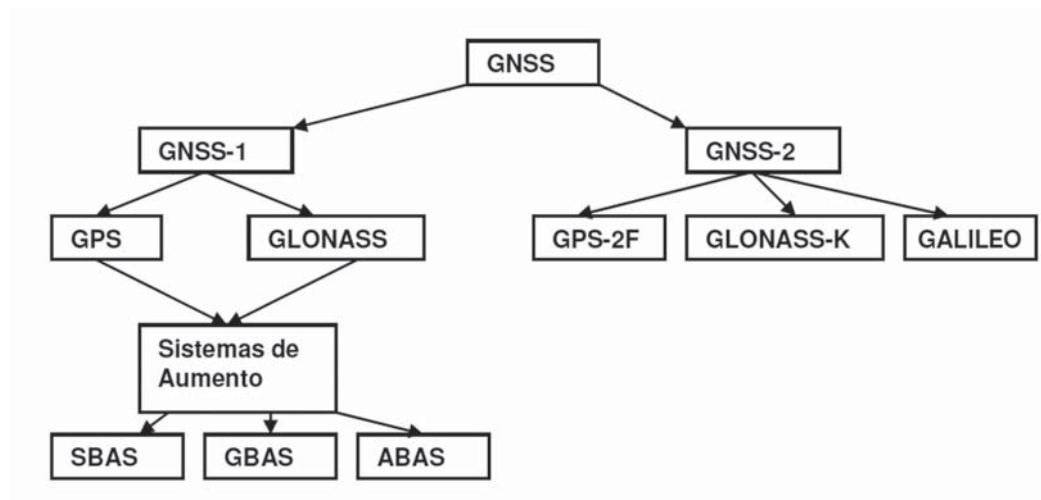 GNSS
GNSS-1
GNSS-2
GPS
GLONASS
GPS-2F
GLONASS-K
GALILEO
Sistemas de
Aumento
SBAS
GBAS
ABAS